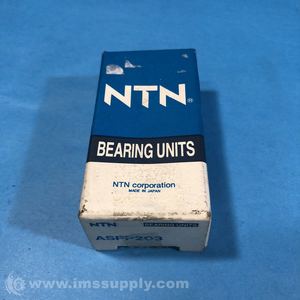 NTN®
BEARING UNITS
NTN corporation
MADE IN JAPAN
NTN BEARING UNITS
ASPP203
© www.imssupply.com